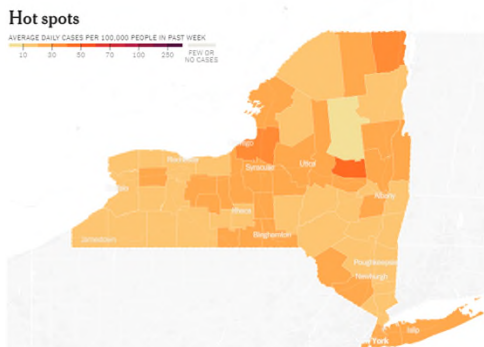 Hot spots
AVERAGE DAILY CASES PER 100,000 PEOPLE IN PAST WEEK
10 30 50 70 100 250 FEW OR
NO CASES
Rochester
Syracuse
Utica
Albany
Ithaca
Binghamton
Jamestown
Poughkeepsie
Newburgh
Islip
York